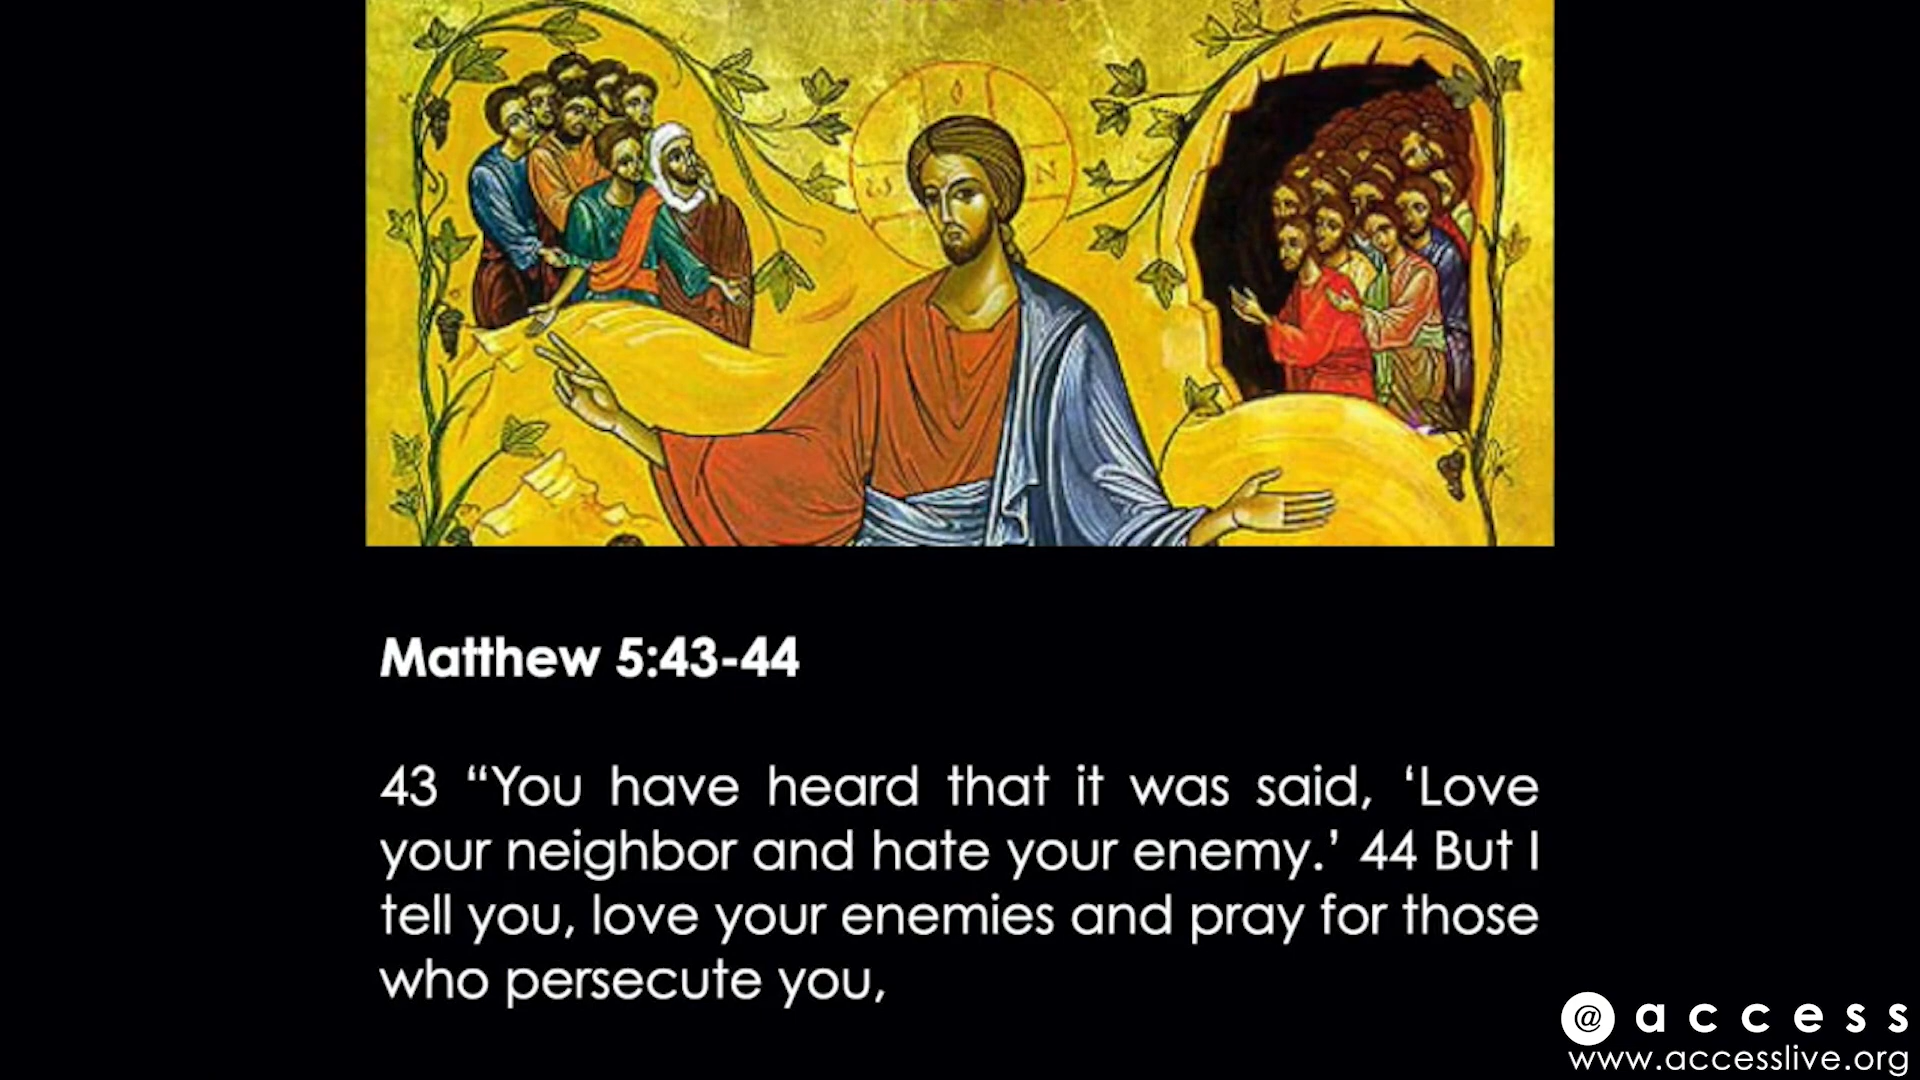 ω Ν
Matthew 5:43-44
43 “You have heard that it was said, ‘Love
your neighbor and hate your enemy.’ 44 But I
tell you, love your enemies and pray for those
who persecute you,
@ access
www.accesslive.org